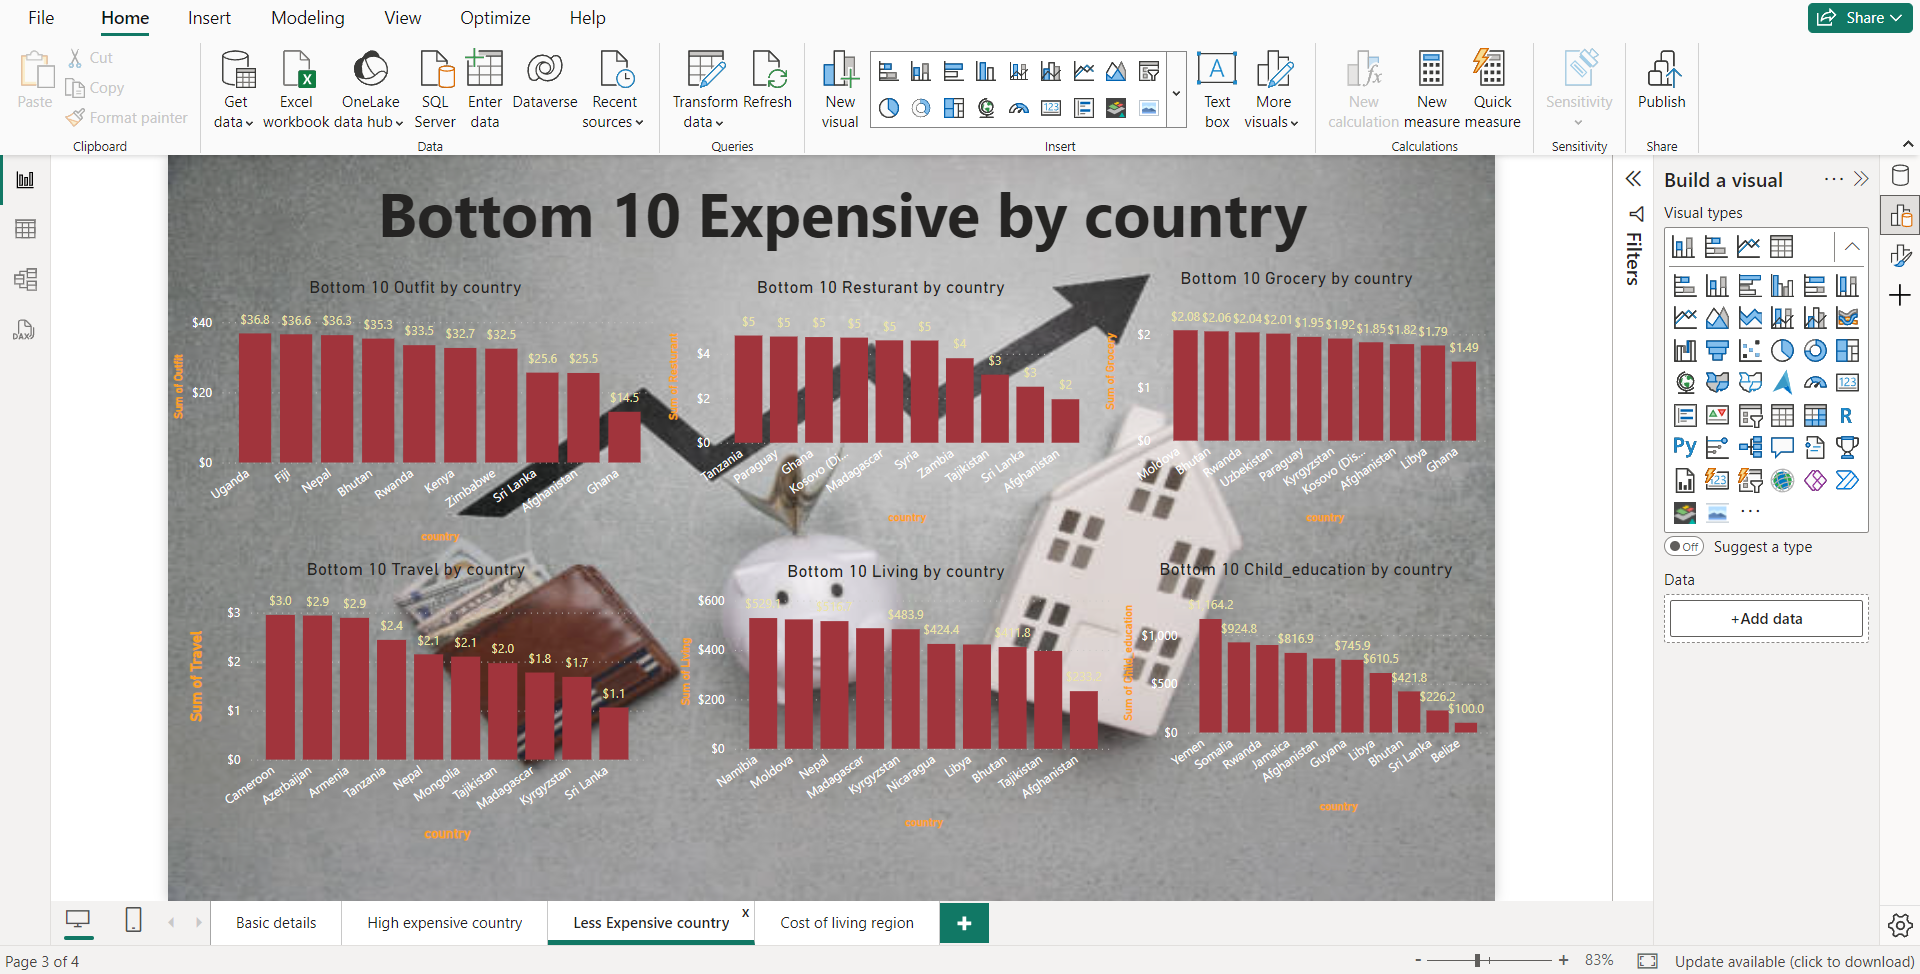 File Home Insert Modeling View Optimize Help Share
Paste
Cut
Copy
Format painter
Clipboard
Get data
Excel workbook
OneLake data hub
SQL Server
Enter data
Dataverse
Recent sources
Data
Transform data
Refresh
Queries
New visual
Text box
More visuals
Insert
New calculation
New measure
Quick measure
Calculations
Sensitivity
Sensitivity
Publish
Share
Bottom 10 Expensive by country
Bottom 10 Outfit by country
Sum of Outfit
$40
$20
$0
$36.8 $36.6 $36.3 $35.3 $33.5 $32.7 $32.5 $25.6 $25.5 $14.5
Uganda Fiji Nepal Bhutan Rwanda Kenya Zimbabwe Sri Lanka Afghanistan Ghana
country
Bottom 10 Resturant by country
Sum of Resturant
$4
$2
$0
$5 $5 $5 $5 $5 $5 $4 $3 $3 $2
Tanzania Paraguay Ghana Kosovo (Di... Madagascar Syria Zambia Tajikistan Sri Lanka Afghanistan
country
Bottom 10 Grocery by country
Sum of Grocery
$2
$1
$0
$2.08 $2.06 $2.04 $2.01 $1.95 $1.92 $1.85 $1.82 $1.79 $1.49
Moldova Bhutan Rwanda Uzbekistan Paraguay Kyrgyzstan Kosovo (Dis... Afghanistan Libya Ghana
country
Bottom 10 Travel by country
Sum of Travel
$3
$2
$1
$0
$3.0 $2.9 $2.9 $2.4 $2.1 $2.1 $2.0 $1.8 $1.7 $1.1
Cameroon Azerbaijan Armenia Tanzania Nepal Mongolia Tajikistan Madagascar Kyrgyzstan Sri Lanka
country
Bottom 10 Living by country
Sum of Living
$600
$400
$200
$0
$483.9 $424.4
Namibia Moldova Nepal Madagascar Kyrgyzstan Nicaragua Libya Bhutan Tajikistan Afghanistan
country
Bottom 10 Child_education by country
Sum of Child_education
$1,000
$500
$0
$1,164.2 $924.8 $816.9 $745.9 $610.5 $421.8 $226.2 $100.0
Yemen Somalia Rwanda Jamaica Afghanistan Guyana Libya Bhutan Sri Lanka Belize
country
Filters
Build a visual
Visual types
123
R
Py
123
Off Suggest a type
Data
+Add data
DAX
Basic details
High expensive country
Less Expensive country x
Cost of living region
+
Page 3 of 4
- + 83%
Update available (click to download)